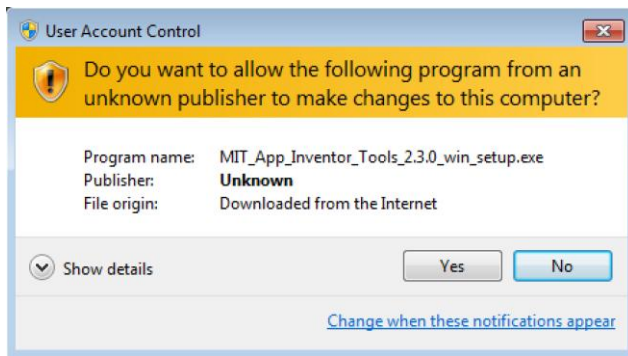 User Account Control
Do you want to allow the following program from an
unknown publisher to make changes to this computer?
Program name: MIT_App_Inventor_Tools_2.3.0_win_setup.exe
Publisher: Unknown
File origin: Downloaded from the Internet
Show details Yes No
Change when these notifications appear